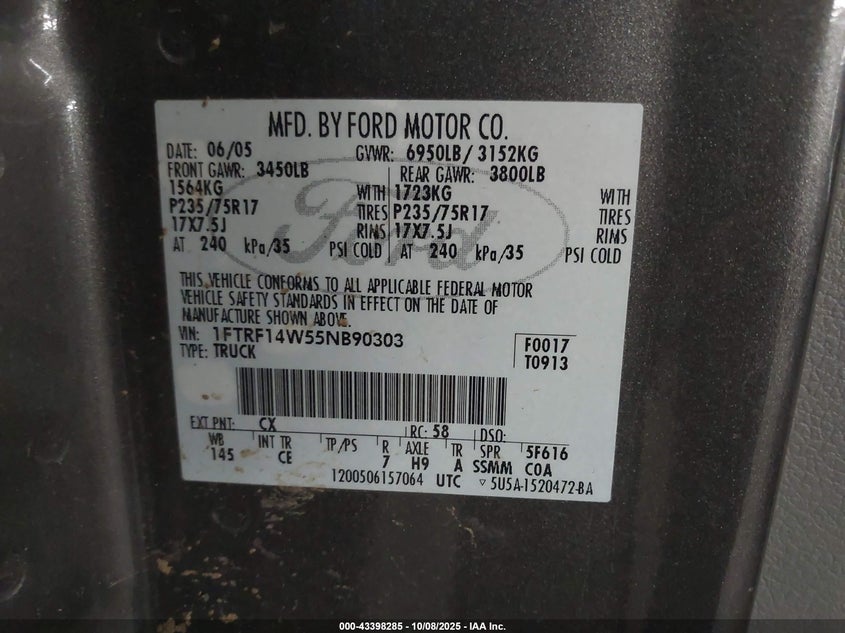 MFD. BY FORD MOTOR CO.
DATE: 06/05 GVWR: 6950LB/ 3152KG
FRONT GAWR: 3450LB REAR GAWR: 3800LB
1564KG WITH 1723KG WITH
P235/75R17 TIRES P235/75R17 TIRES
17X7.5J RIMS 17X7.5J RIMS
AT 240 kPa/35 PSI COLD AT 240 kPa/35 PSI COLD
Ford
THIS VEHICLE CONFORMS TO ALL APPLICABLE FEDERAL MOTOR
VEHICLE SAFETY STANDARDS IN EFFECT ON THE DATE OF
MANUFACTURE SHOWN ABOVE.
VIN: 1FTRF14W55NB90303 F0017
TYPE: TRUCK T0913
EXT PNT: CX RC: 58 DSO:
WB INT TR TP/PS R AXLE TR SPR 5F616
145 CE 7 H9 A SSMM COA
1200506157064 UTC ▽ 5U5A-1520472-BA
000-43398285 - 10/08/2025 - IAA Inc.